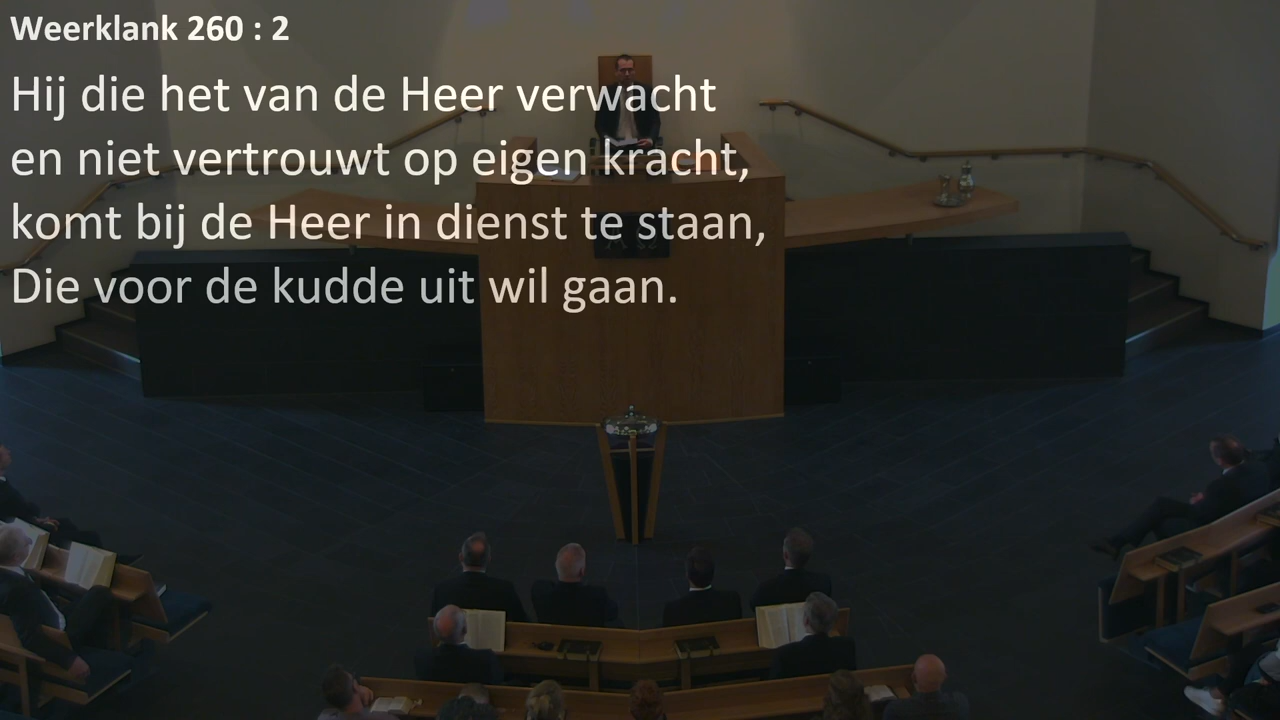 Weerklank 260 : 2
Hij die het van de Heer verwacht
en niet vertrouwt op eigen kracht,
komt bij de Heer in dienst te staan,
Die voor de kudde uit wil gaan.